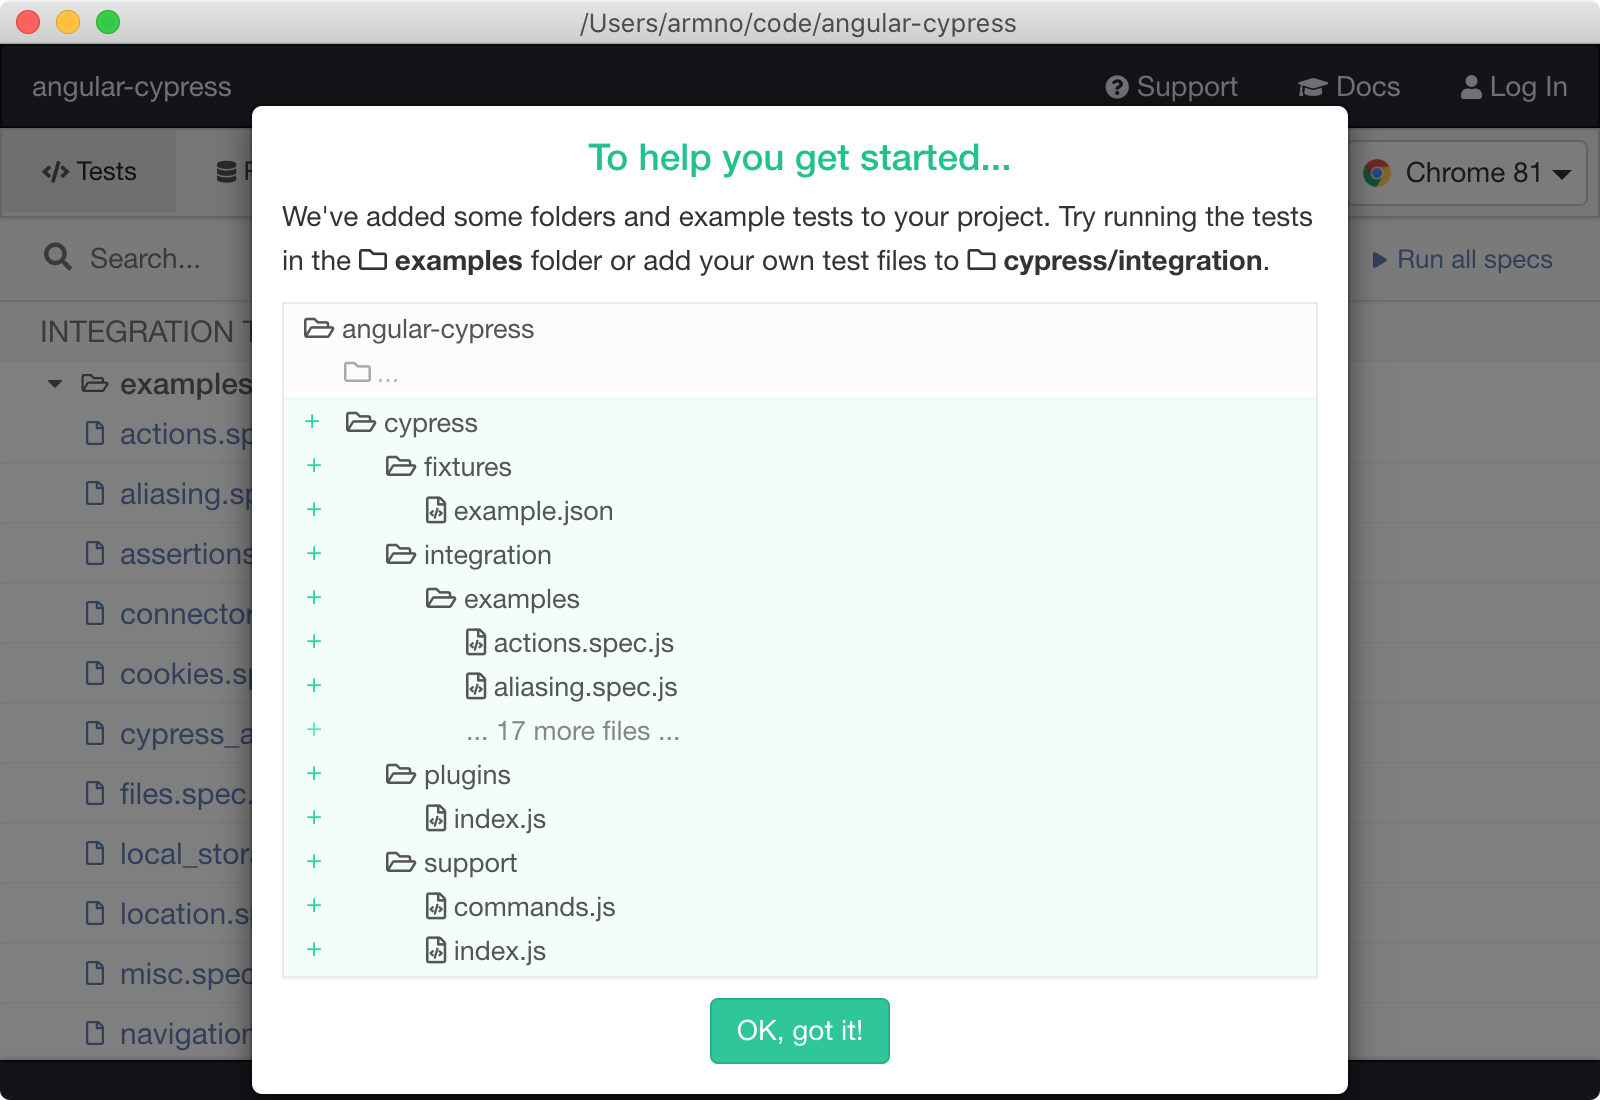 /Users/armno/code/angular-cypress
angular-cypress
Support
Docs
Log In
Tests
Chrome 81
Search...
Run all specs
INTEGRATION
examples
actions.sp
aliasing.sp
assertions
connector
cookies.sp
cypress_a
files.spec.
local_stora
location.s
misc.spec
navigation
To help you get started...
We've added some folders and example tests to your project. Try running the tests
in the examples folder or add your own test files to cypress/integration.
angular-cypress
...
+ cypress
+ fixtures
+ example.json
+ integration
+ examples
+ actions.spec.js
+ aliasing.spec.js
+ ... 17 more files ...
+ plugins
+ index.js
+ support
+ commands.js
+ index.js
OK, got it!